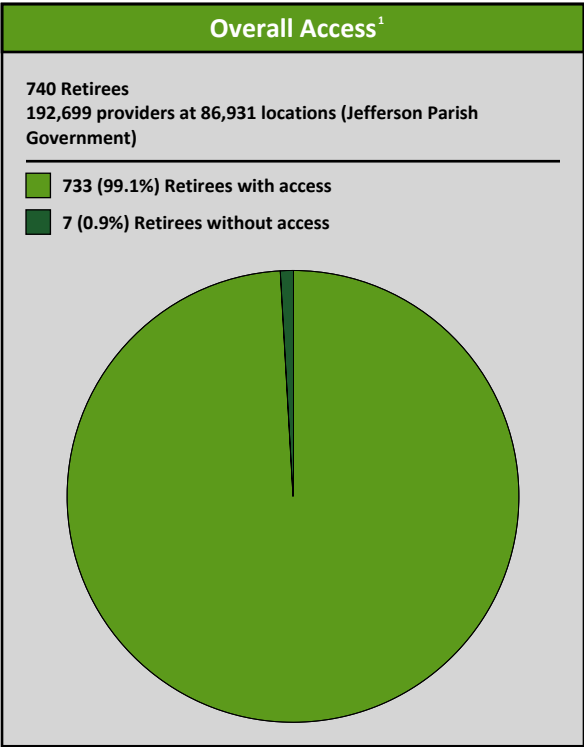 Overall Access¹
740 Retirees
192,699 providers at 86,931 locations (Jefferson Parish
Government)
733 (99.1%) Retirees with access
7 (0.9%) Retirees without access